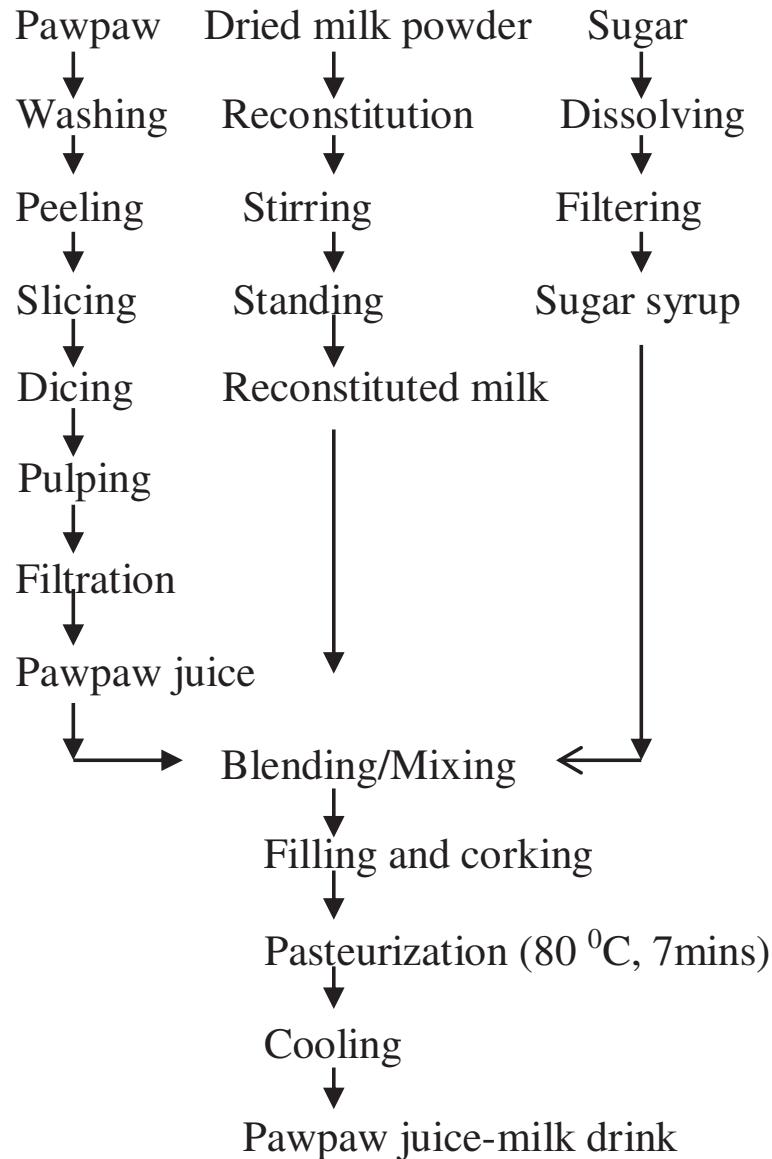 Pawpaw Dried milk powder Sugar
Washing Reconstitution Dissolving
Peeling Stirring Filtering
Slicing Standing Sugar syrup
Dicing Reconstituted milk
Pulping
Filtration
Pawpaw juice
Blending/Mixing
Filling and corking
Pasteurization (80 ⁰C, 7mins)
Cooling
Pawpaw juice-milk drink